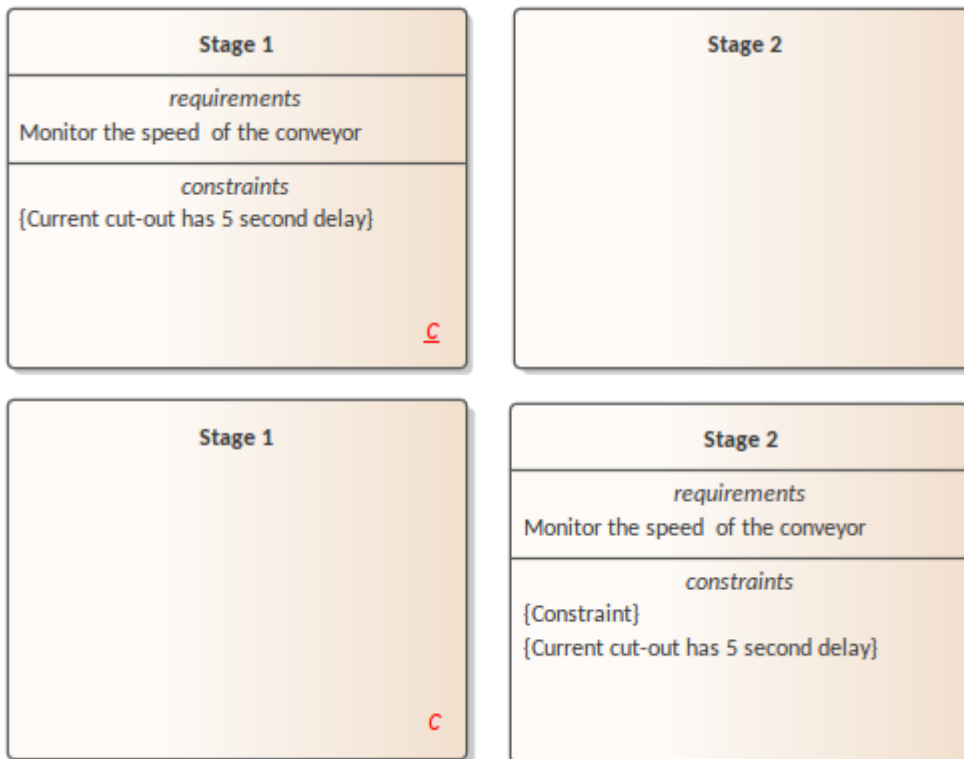 Stage 1
requirements
Monitor the speed  of the conveyor
constraints
{Current cut-out has 5 second delay}
C
Stage 2
Stage 1
C
Stage 2
requirements
Monitor the speed  of the conveyor
constraints
{Constraint}
{Current cut-out has 5 second delay}